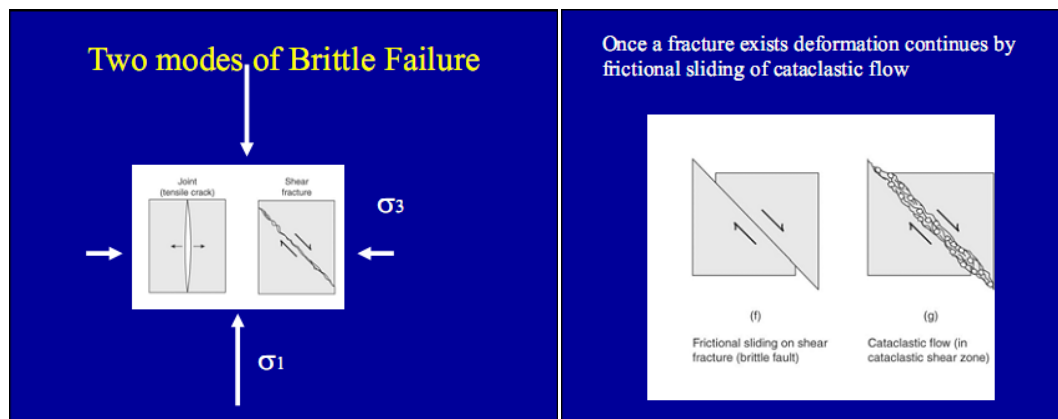 Two modes of Brittle Failure
Joint
(tensile crack)
Shear
fracture
σ3
σ1
Once a fracture exists deformation continues by
frictional sliding of cataclastic flow
(f)
Frictional sliding on shear
fracture (brittle fault)
(g)
Cataclastic flow (in
cataclastic shear zone)